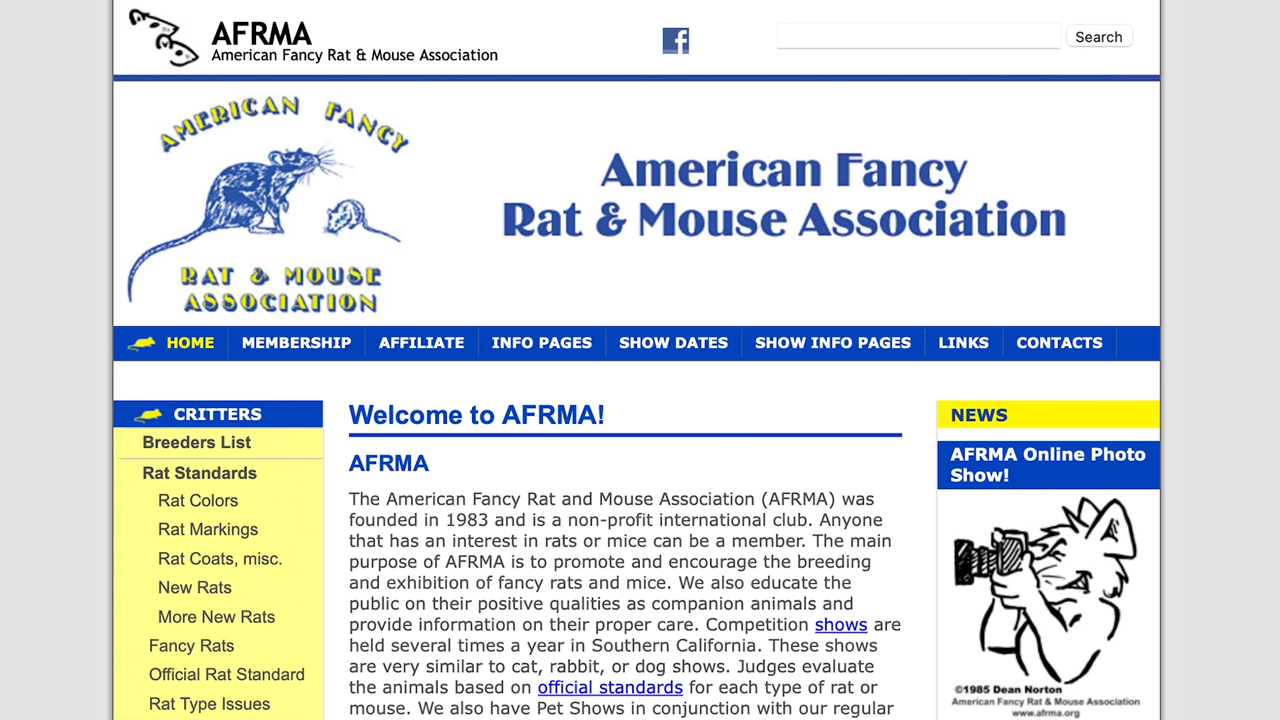 AFRMA
American Fancy Rat & Mouse Association
Search
AMERICAN FANCY
RAT & MOUSE
ASSOCIATION
American Fancy
Rat & Mouse Association
HOME MEMBERSHIP AFFILIATE INFO PAGES SHOW DATES SHOW INFO PAGES LINKS CONTACTS
CRITTERS
Breeders List
Rat Standards
Rat Colors
Rat Markings
Rat Coats, misc.
New Rats
More New Rats
Fancy Rats
Official Rat Standard
Rat Type Issues
Welcome to AFRMA!
AFRMA
The American Fancy Rat and Mouse Association (AFRMA) was
founded in 1983 and is a non-profit international club. Anyone
that has an interest in rats or mice can be a member. The main
purpose of AFRMA is to promote and encourage the breeding
and exhibition of fancy rats and mice. We also educate the
public on their positive qualities as companion animals and
provide information on their proper care. Competition shows are
held several times a year in Southern California. These shows
are very similar to cat, rabbit, or dog shows. Judges evaluate
the animals based on official standards for each type of rat or
mouse. We also have Pet Shows in conjunction with our regular
NEWS
AFRMA Online Photo
Show!
©1985 Dean Norton
American Fancy Rat & Mouse Association
www.afrma.org